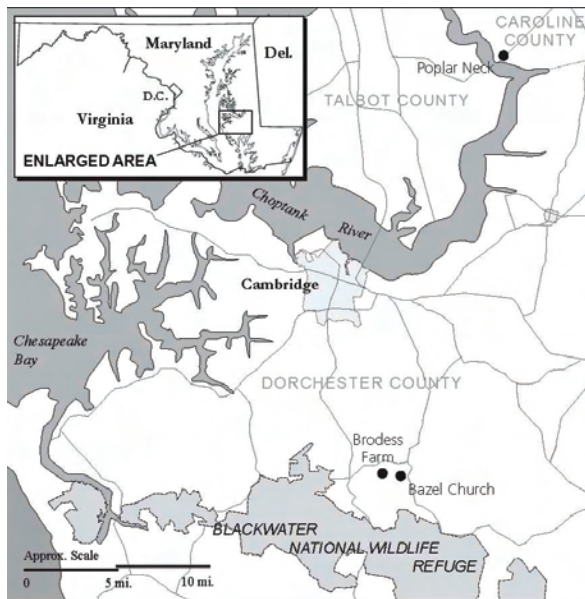 Maryland
Del.
D.C.
Virginia
ENLARGED AREA
CAROLINE
COUNTY
Poplar Neck
TALBOT COUNTY
Choptank
River
Cambridge
Chesapeake
Bay
DORCHESTER COUNTY
Brodess
Farm
Bazel Church
BLACKWATER
NATIONAL WILDLIFE
REFUGE
Approx. Scale
0 5 mi. 10 mi.